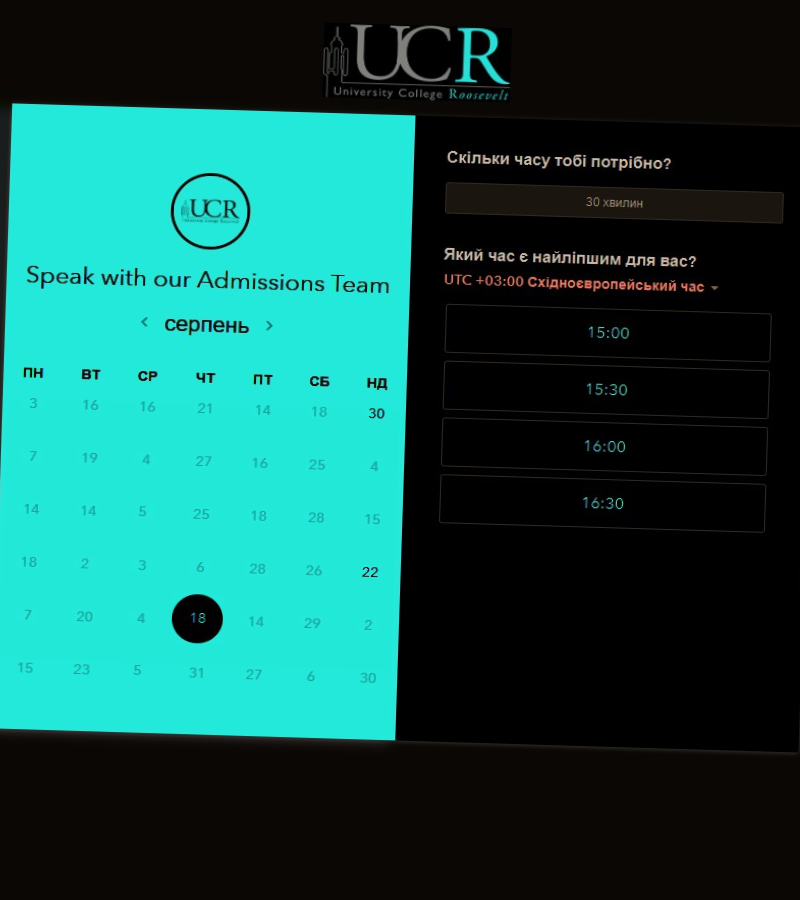 UCR
University College Roosevelt
UCR
Speak with our Admissions Team
серпень
ПН ВТ СР ЧТ ПТ СБ НД
3 16 16 21 14 18 30
7 19 4 27 16 25 4
14 14 5 25 18 28 15
18 2 3 6 28 26 22
7 20 4 18 14 29 2
15 23 5 31 27 6 30
Скільки часу тобі потрібно?
30 хвилин
Який час є найліпшим для вас?
UTC +03:00 Східноєвропейський час
15:00
15:30
16:00
16:30